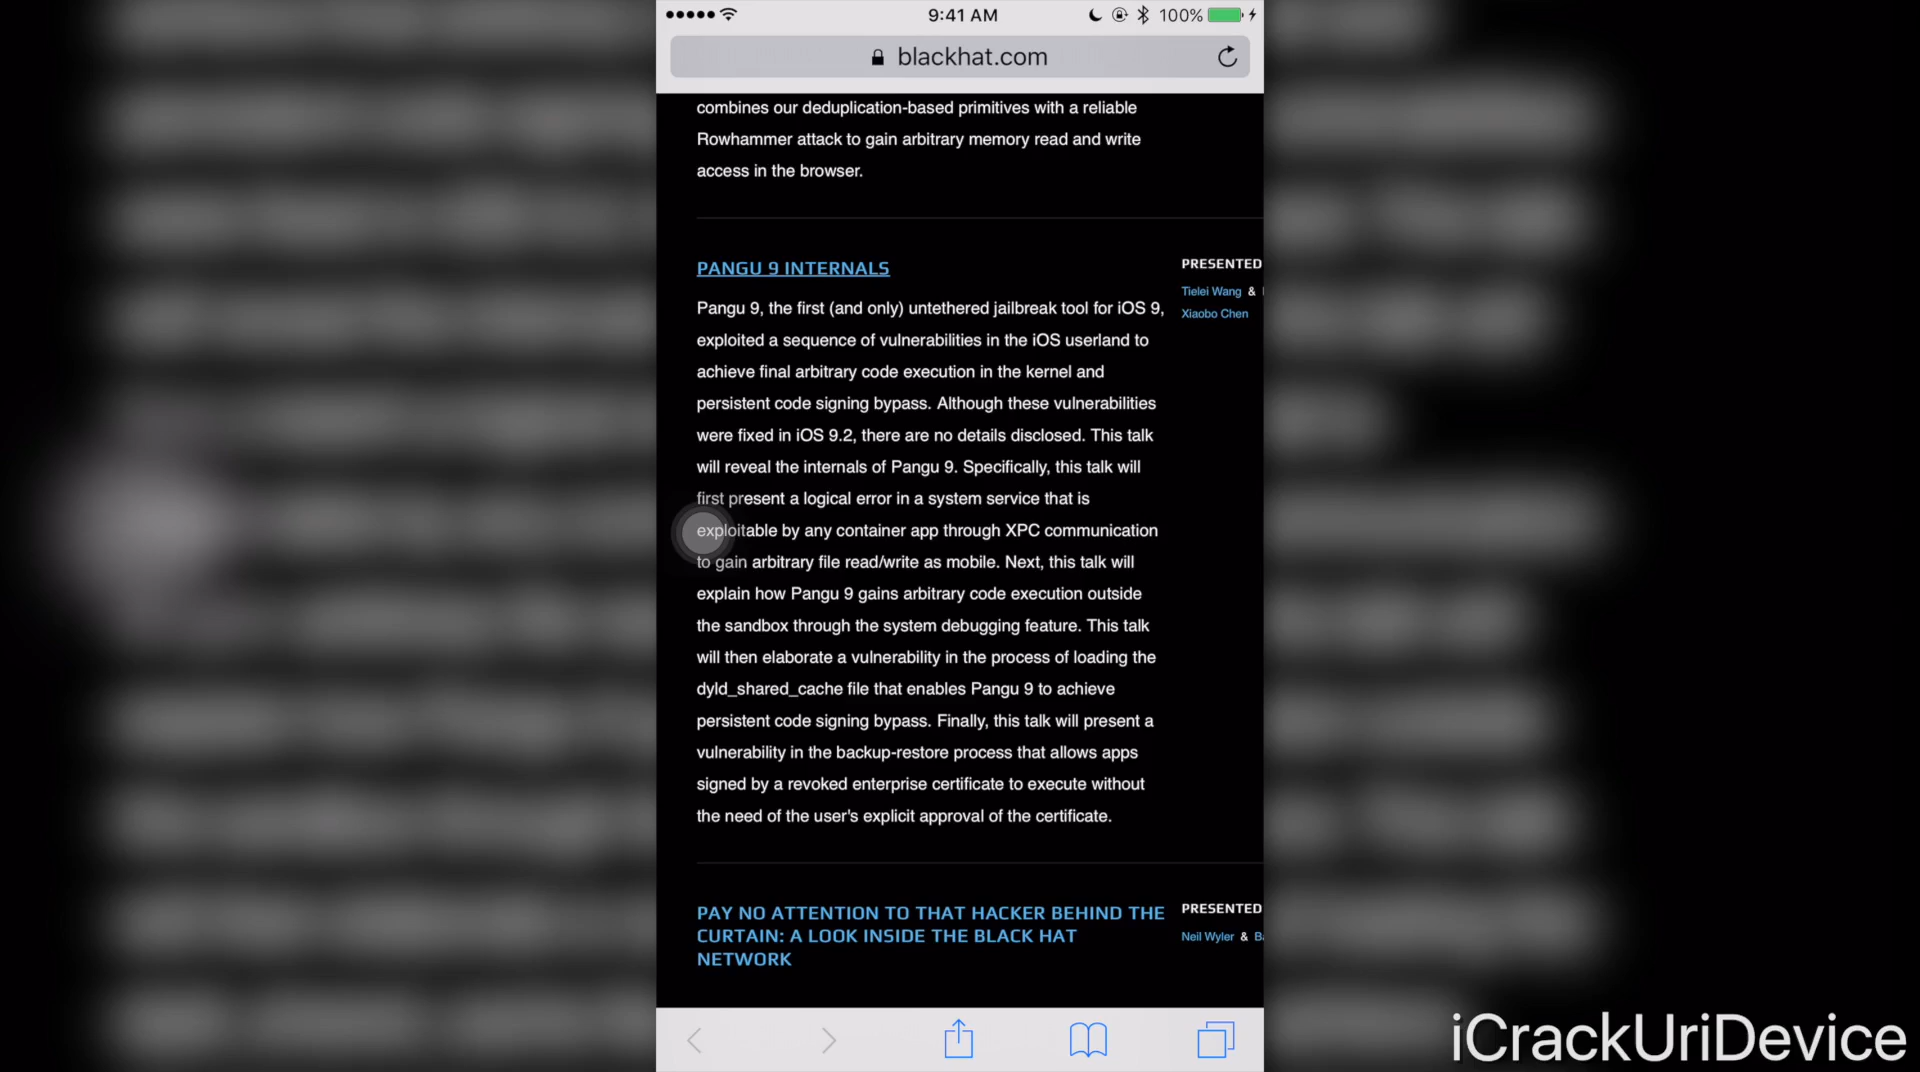 9:41 AM
100%
blackhat.com
combines our deduplication-based primitives with a reliable
Rowhammer attack to gain arbitrary memory read and write
access in the browser.
PANGU 9 INTERNALS
Pangu 9, the first (and only) untethered jailbreak tool for iOS 9,
exploited a sequence of vulnerabilities in the iOS userland to
achieve final arbitrary code execution in the kernel and
persistent code signing bypass. Although these vulnerabilities
were fixed in iOS 9.2, there are no details disclosed. This talk
will reveal the internals of Pangu 9. Specifically, this talk will
first present a logical error in a system service that is
exploitable by any container app through XPC communication
to gain arbitrary file read/write as mobile. Next, this talk will
explain how Pangu 9 gains arbitrary code execution outside
the sandbox through the system debugging feature. This talk
will then elaborate a vulnerability in the process of loading the
dyld_shared_cache file that enables Pangu 9 to achieve
persistent code signing bypass. Finally, this talk will present a
vulnerability in the backup-restore process that allows apps
signed by a revoked enterprise certificate to execute without
the need of the user's explicit approval of the certificate.
PRESENTED
Tielei Wang &
Xiaobo Chen
PAY NO ATTENTION TO THAT HACKER BEHIND THE
CURTAIN: A LOOK INSIDE THE BLACK HAT
NETWORK
PRESENTED
Neil Wyler &
iCrackUriDevice